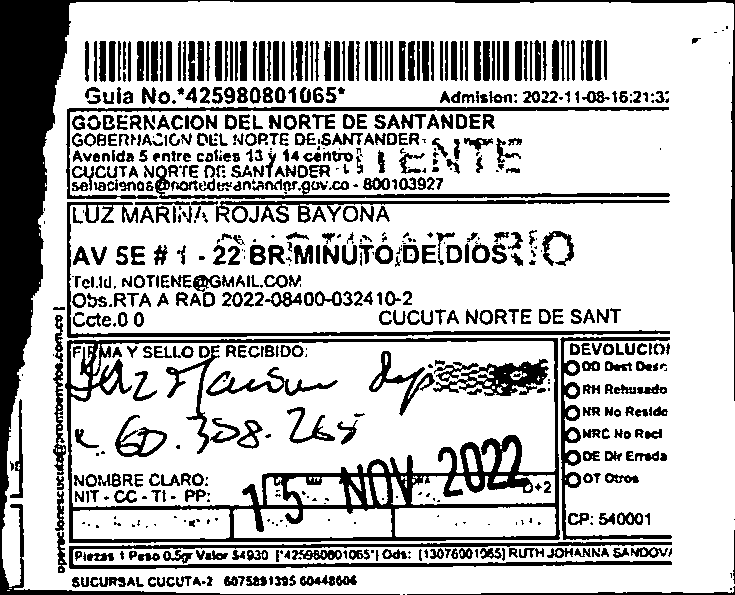 Guia No.*425980801065*
Admision: 2022-11-08-16:21:32
GOBERNACION DEL NORTE DE SANTANDER
GOBERNACION DEL NORTE DE SANTANDER-
Avenida 5 entre calles 13 y 14 centro
CUCUTA NORTE DE SANTANDER
sehacienas@nortedesantander.gov.co - 800103927
LUZ MARINA ROJAS BAYONA
AV 5E # 1 - 22 BR MINUTO DE DIOS
Tel.Id. NOTIENE@GMAIL.COM
Obs.RTA A RAD 2022-08400-032410-2
Ccte.0 0 CUCUTA NORTE DE SANT
FIRMA Y SELLO DE RECIBIDO:
60.308.265
NOMBRE CLARO:
NIT - CC - TI - PP:
15 NOV 2022
D+2
DEVOLUCIO
DD Dest Desc
RH Rehusado
NR No Reside
NRC No Recl
DE Dir Errada
OT Otros
CP: 540001
Piezas 1 Peso 0.5gr Valor $4930 [*425980801065*] Ods: [13076001065] RUTH JOHANNA SANDOVA
SUCURSAL CUCUTA-2 6075891395 60448606
operacionescucuta@prontoenvios.com.co |